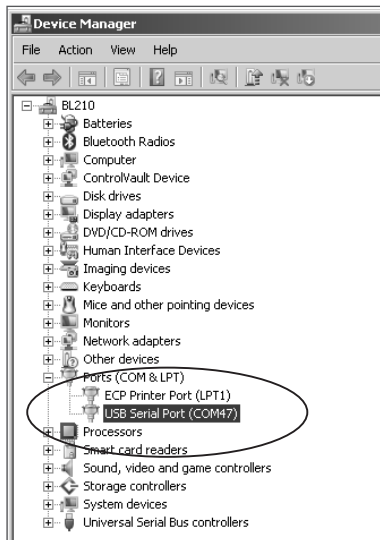 Device Manager
File Action View Help
BL210
Batteries
Bluetooth Radios
Computer
ControlVault Device
Disk drives
Display adapters
DVD/CD-ROM drives
Human Interface Devices
Imaging devices
Keyboards
Mice and other pointing devices
Monitors
Network adapters
Other devices
Ports (COM & LPT)
ECP Printer Port (LPT1)
USB Serial Port (COM47)
Processors
Smart card readers
Sound, video and game controllers
Storage controllers
System devices
Universal Serial Bus controllers